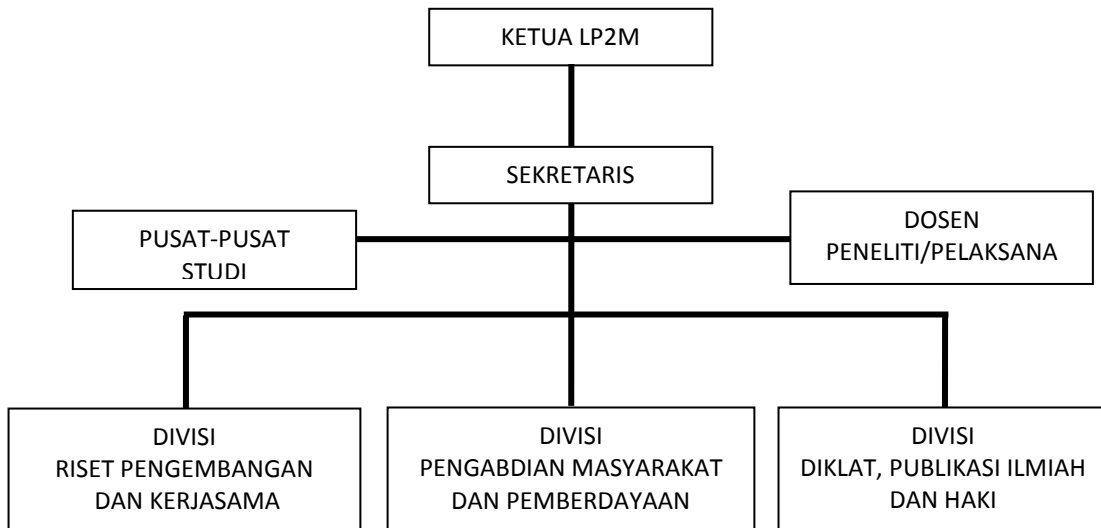 KETUA LP2M
SEKRETARIS
PUSAT-PUSAT
STUDI
DOSEN
PENELITI/PELAKSANA
DIVISI
RISET PENGEMBANGAN
DAN KERJASAMA
DIVISI
PENGABDIAN MASYARAKAT
DAN PEMBERDAYAAN
DIVISI
DIKLAT, PUBLIKASI ILMIAH
DAN HAKI